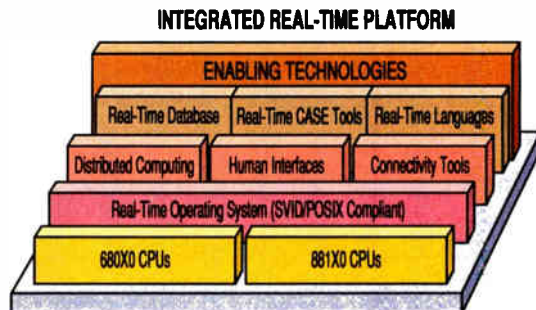 INTEGRATED REAL-TIME PLATFORM
ENABLING TECHNOLOGIES
Real-Time Database Real-Time CASE Tools Real-Time Languages
Distributed Computing Human Interfaces Connectivity Tools
Real-Time Operating System (SVID/POSIX Compliant)
680X0 CPUs 881X0 CPUs